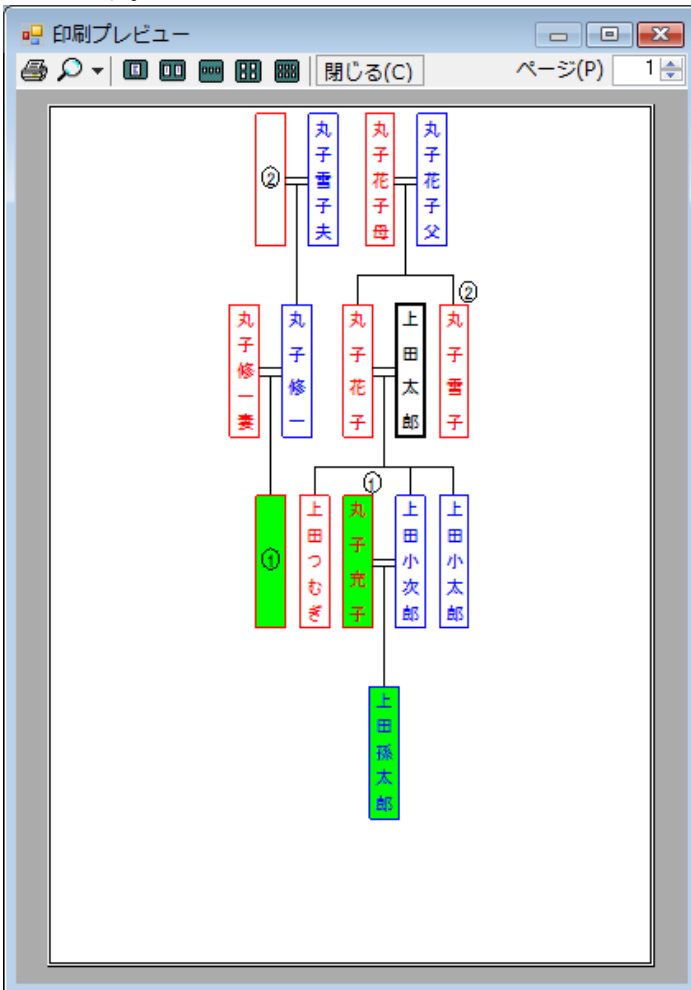 印刷プレビュー
閉じる(C)
ページ(P)
1
②
丸子雪子夫
丸子花子母
丸子花子父
②
丸子修一妻
丸子修一
丸子花子
上田太郎
丸子雪子
①
①
上田つむぎ
丸子充子
上田小次郎
上田小太郎
上田孫太郎